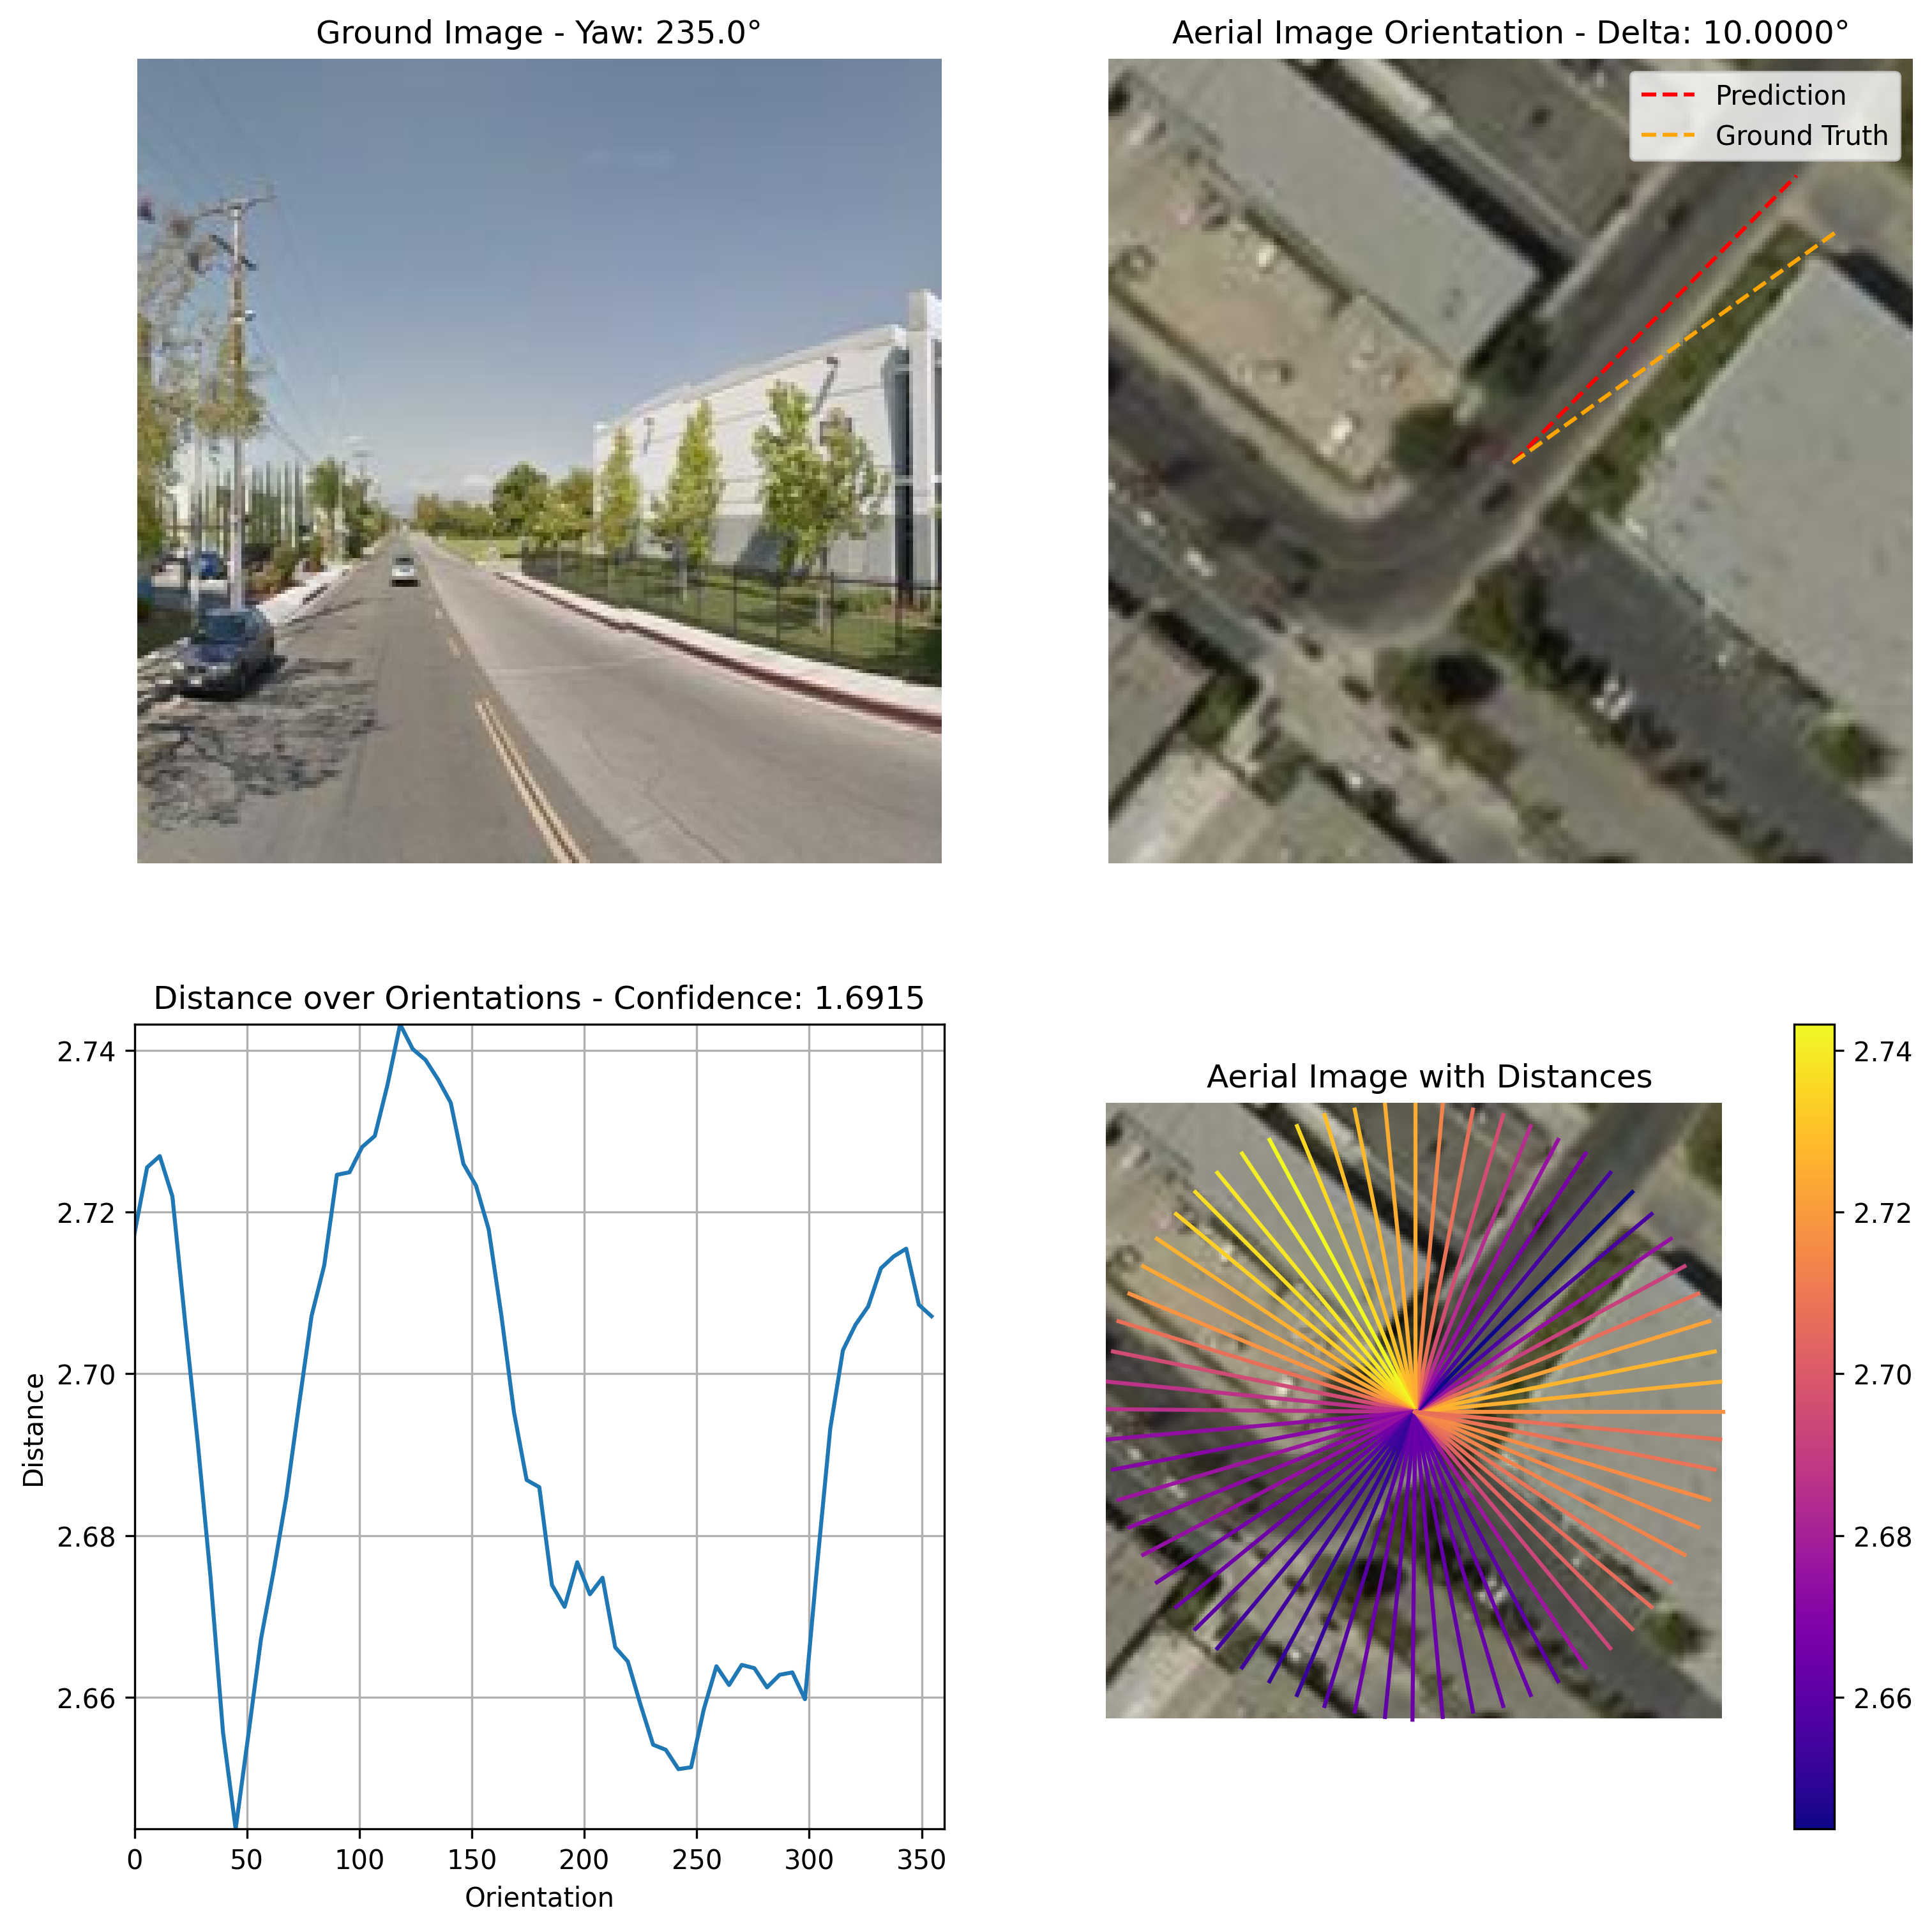 Ground Image - Yaw: 235.0°
Aerial Image Orientation - Delta: 10.0000°
Prediction
Ground Truth
Distance over Orientations - Confidence: 1.6915
2.74
2.72
2.70
2.68
2.66
Distance
0 50 100 150 200 250 300 350
Orientation
Aerial Image with Distances
2.74
2.72
2.70
2.68
2.66